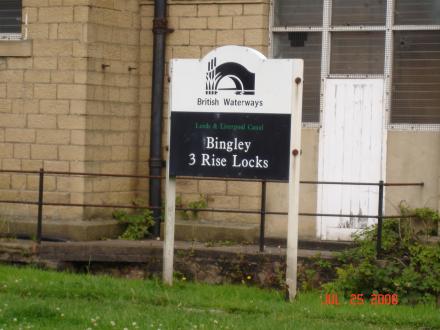 British Waterways
Leeds & Liverpool Canal
Bingley
3 Rise Locks
JUL 25 2008